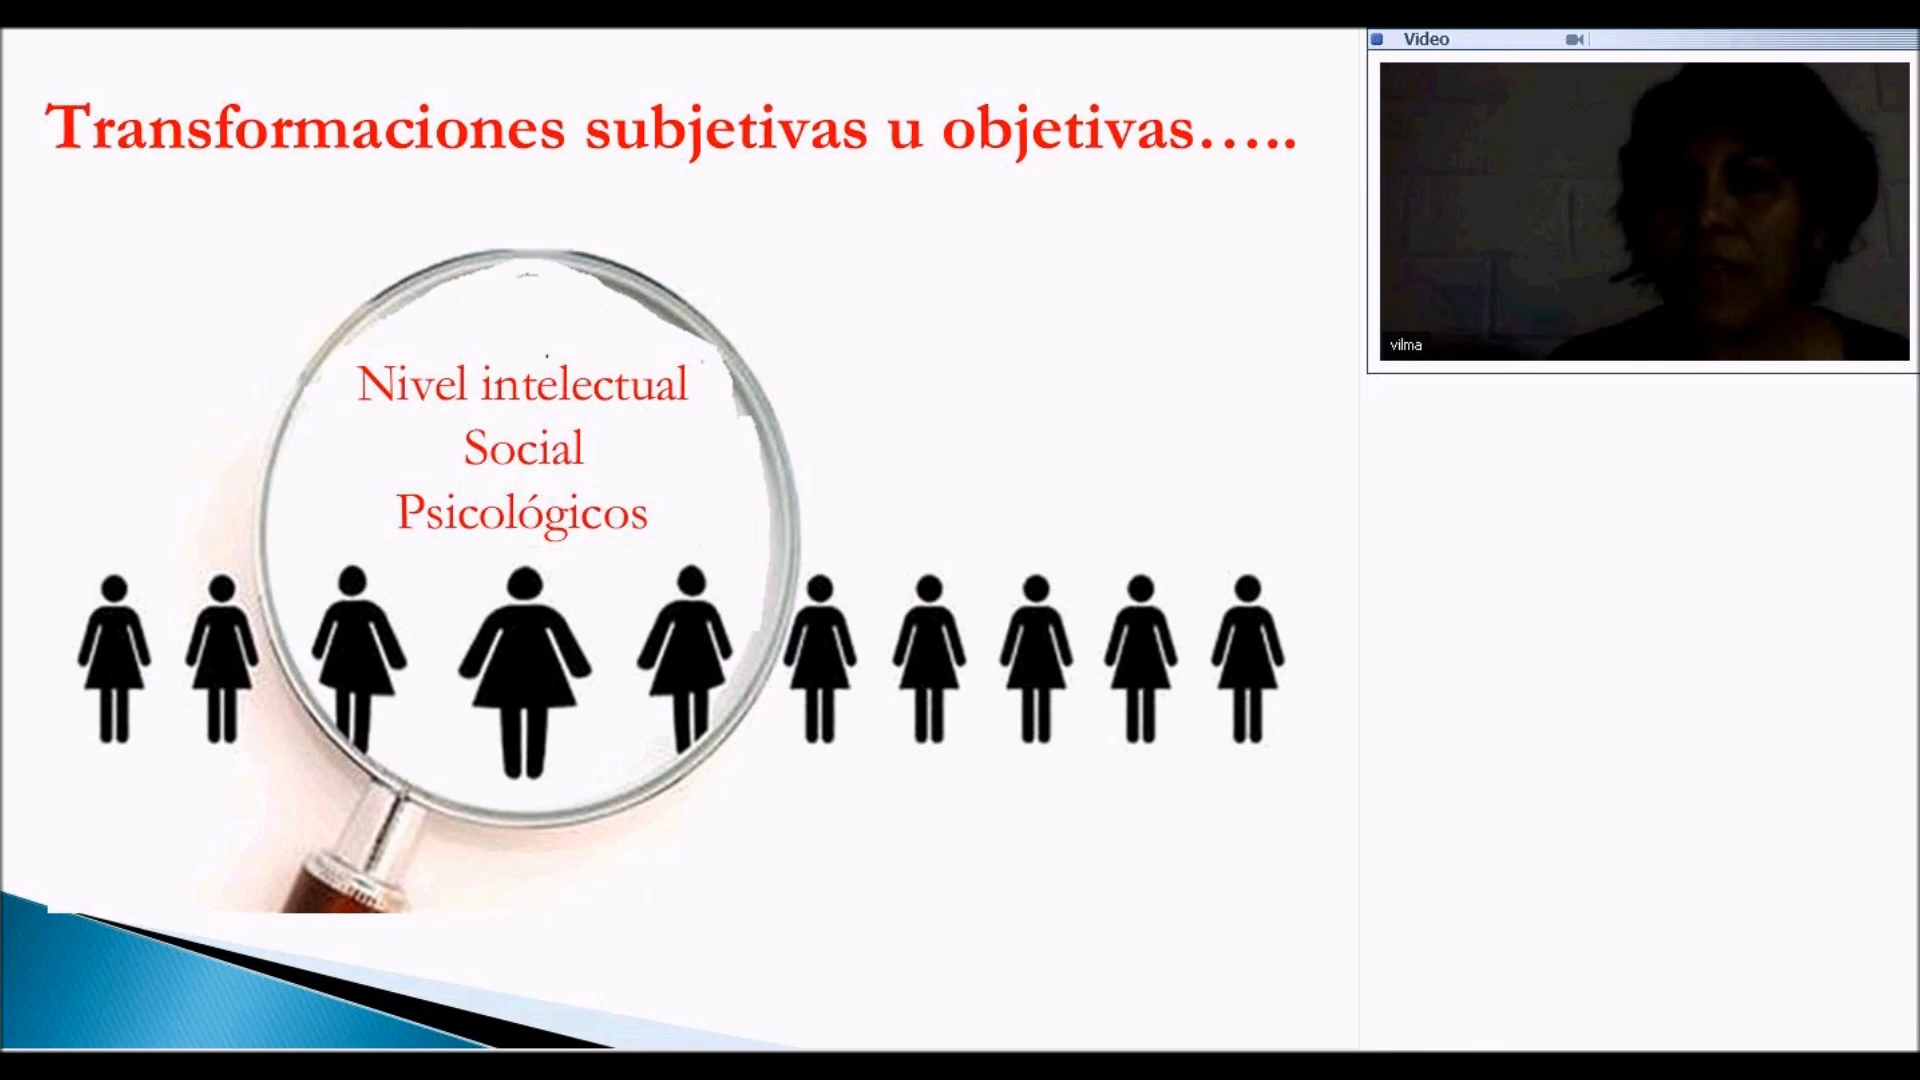 Transformaciones subjetivas u objetivas…..
Nivel intelectual
Social
Psicológicos
Video
vilma